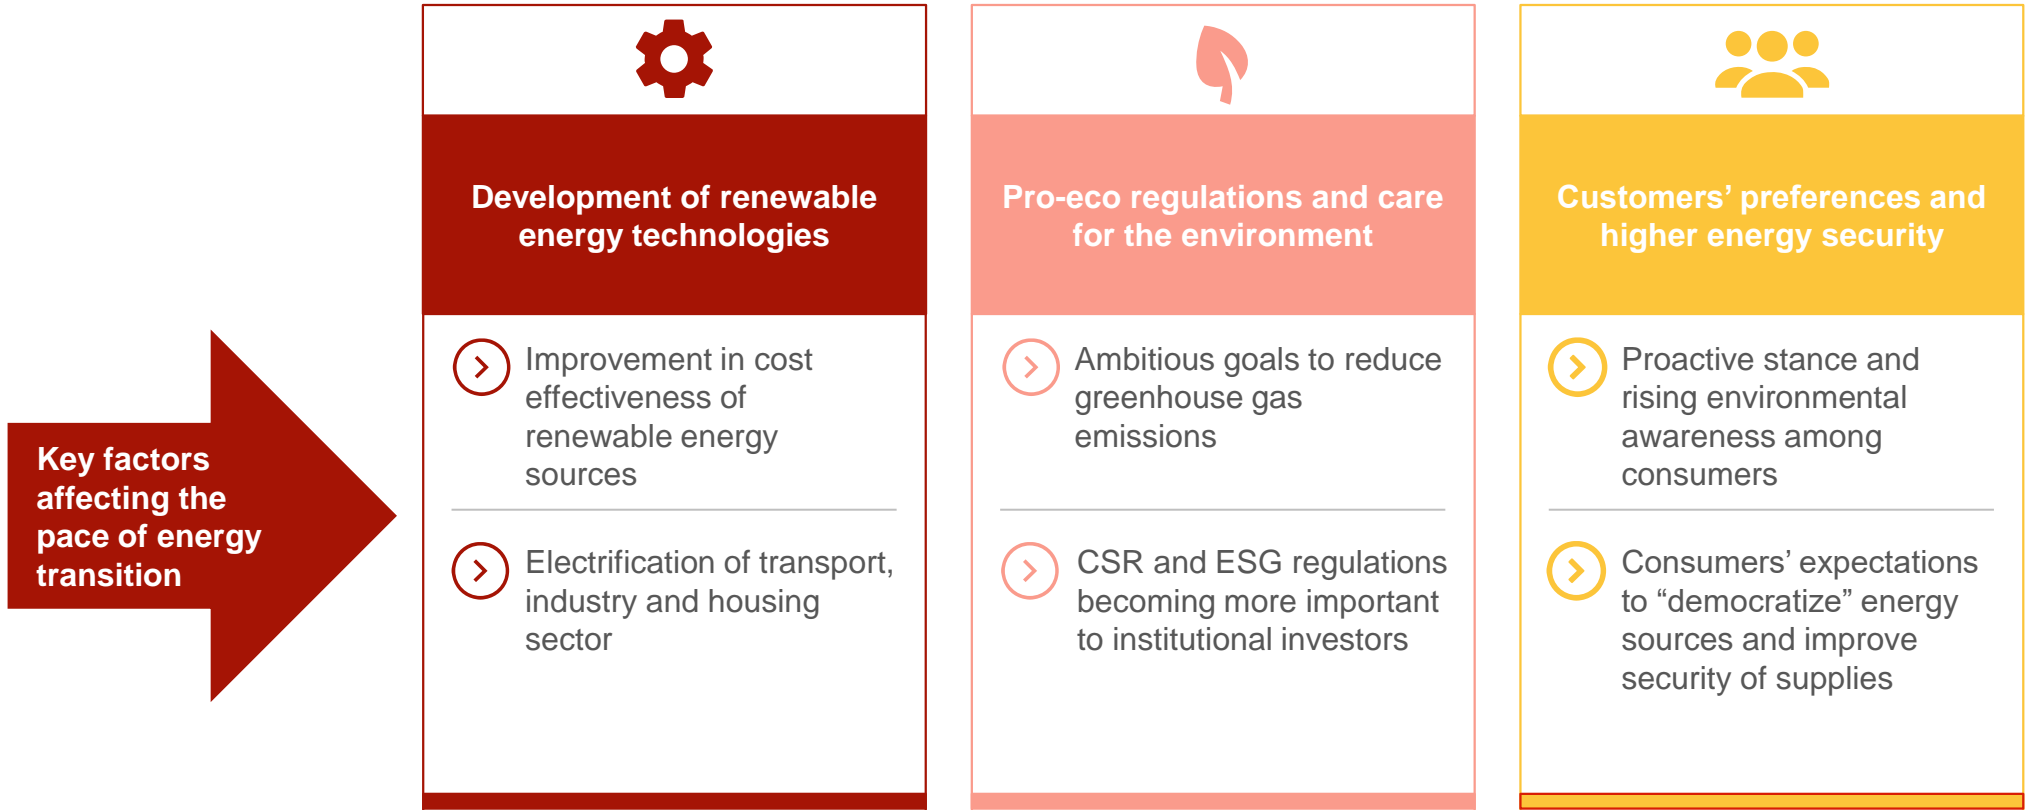 Key factors
affecting the
pace of energy
transition
Development of renewable
energy technologies
Improvement in cost
effectiveness of
renewable energy
sources
Electrification of transport,
industry and housing
sector
Pro-eco regulations and care
for the environment
Ambitious goals to reduce
greenhouse gas
emissions
CSR and ESG regulations
becoming more important
to institutional investors
Customers’ preferences and
higher energy security
Proactive stance and
rising environmental
awareness among
consumers
Consumers’ expectations
to “democratize” energy
sources and improve
security of supplies